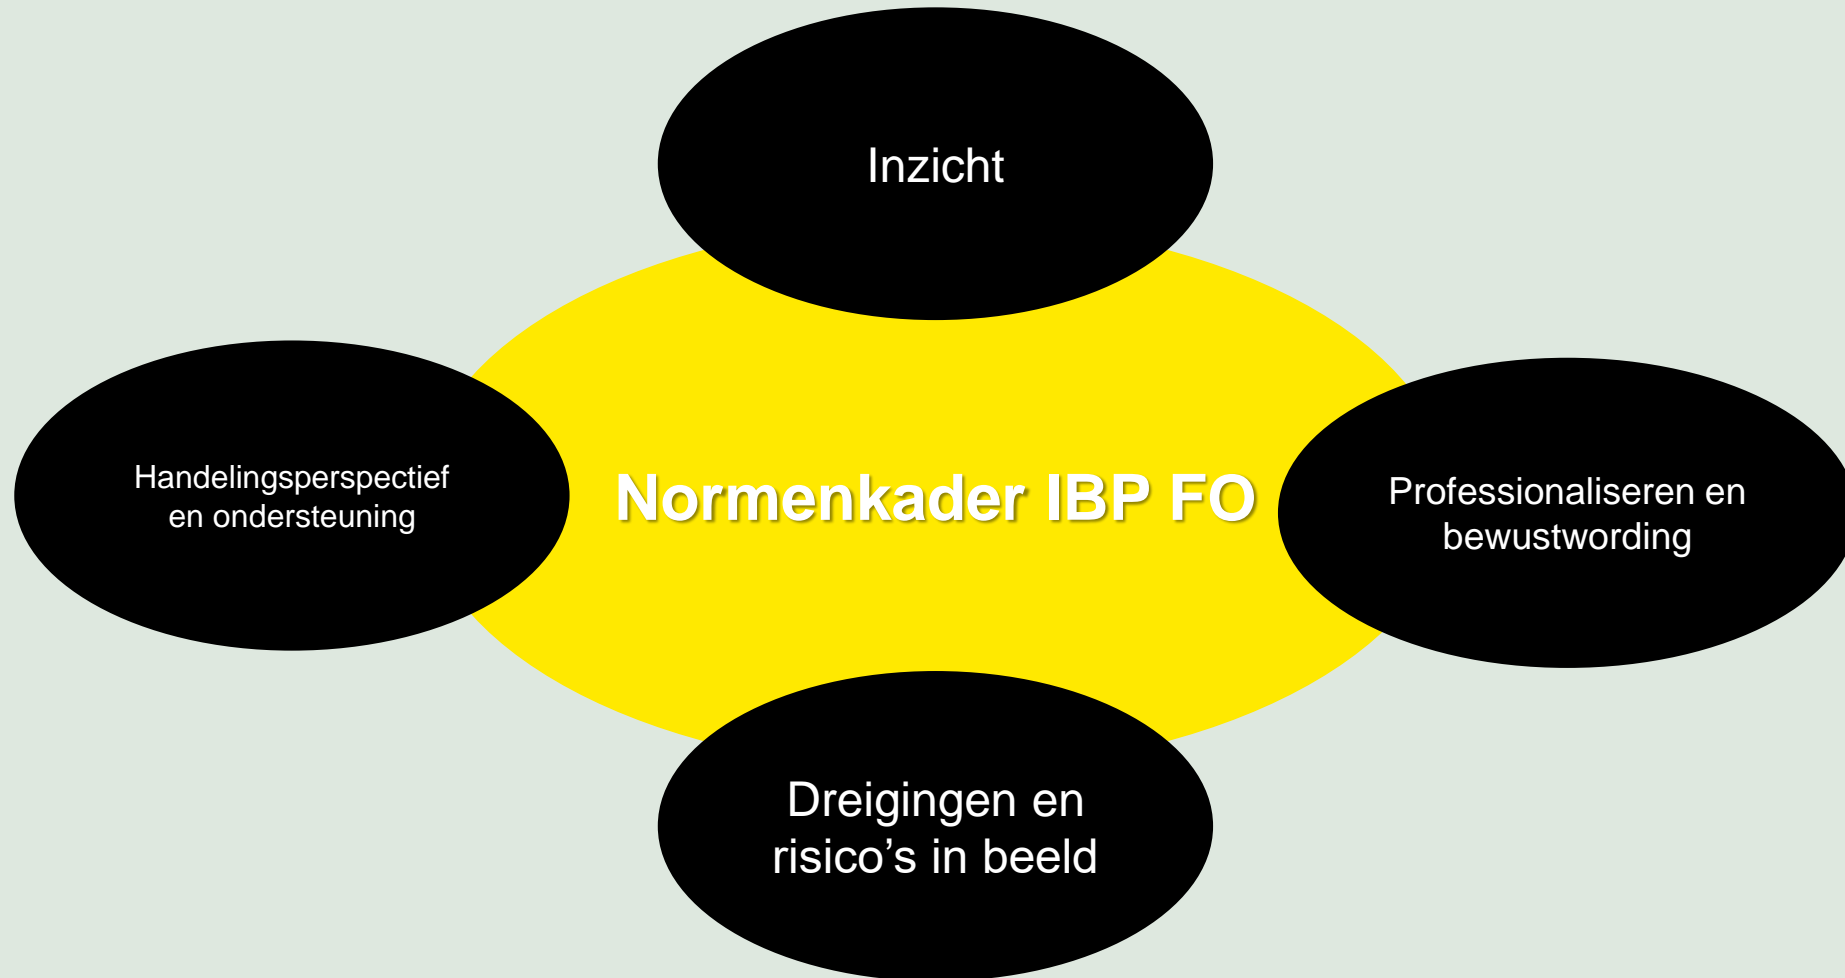 Inzicht
Handelingsperspectief
en ondersteuning
Normenkader IBP FO
Professionaliseren en
bewustwording
Dreigingen en
risico’s in beeld